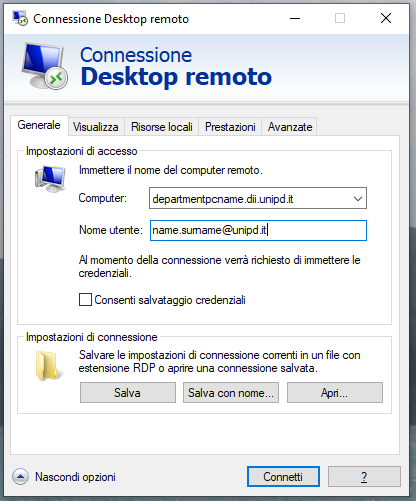 Connessione Desktop remoto
Connessione
Desktop remoto
Generale Visualizza Risorse locali Prestazioni Avanzate
Impostazioni di accesso
Immettere il nome del computer remoto.
Computer: departmentpcname.dii.unipd.it
Nome utente: name.surname@unipd.it
Al momento della connessione verrà richiesto di immettere le
credenziali.
Consenti salvataggio credenziali
Impostazioni di connessione
Salvare le impostazioni di connessione correnti in un file con
estensione RDP o aprire una connessione salvata.
Salva Salva con nome... Apri...
Nascondi opzioni Connetti ?